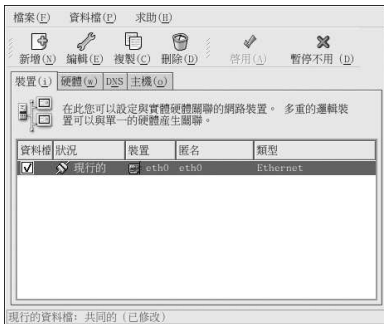 檔案(F) 資料檔(P) 求助(H)
新增(N) 編輯(E) 複製(C) 刪除(D) 啓用(A) 暫停不用 (D)
裝置(i) 硬體(w) DNS 主機(o)
在此您可以設定與實體硬體關聯的網路裝置。 多重的邏輯裝
置可以與單一的硬體産生關聯。
資料檔 狀況 裝置 匿名 類型
現行的 eth0 eth0 Ethernet
現行的資料檔: 共同的 (已修改)